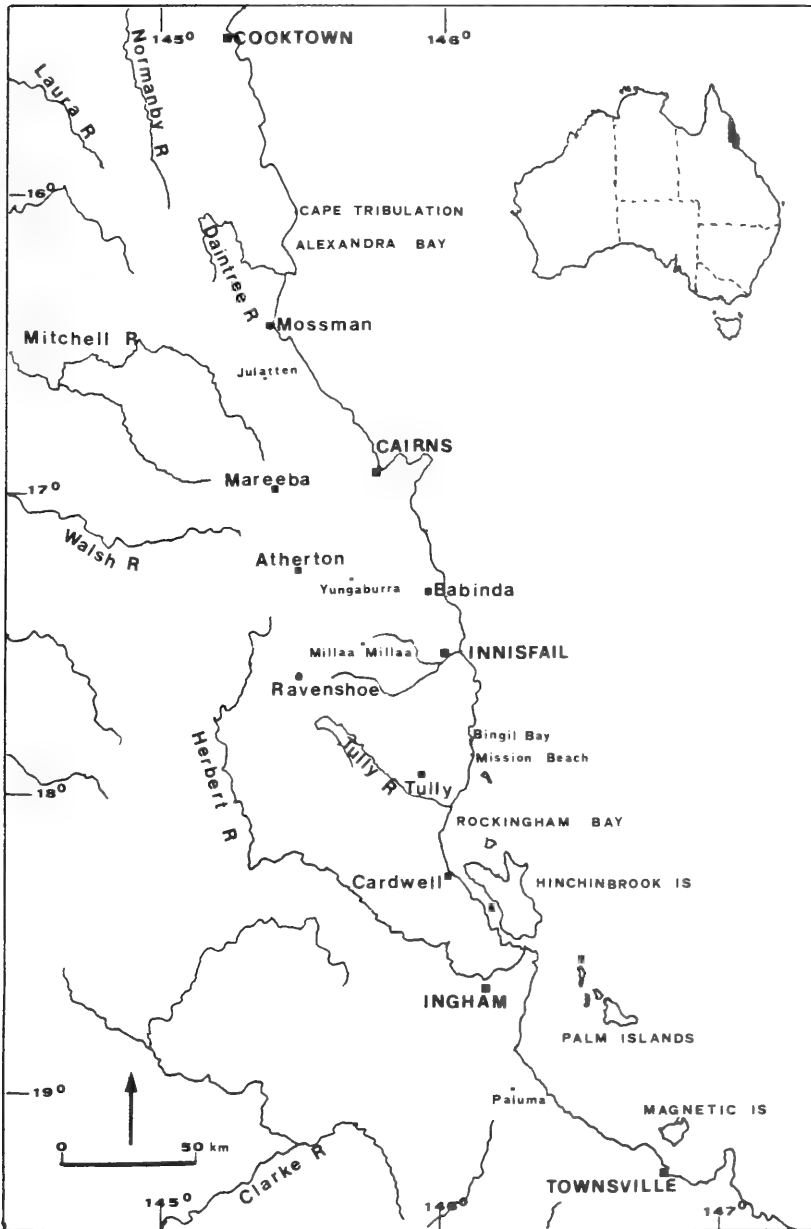 145°
146°
COOKTOWN
Normanby R
Laura R
16°
CAPE TRIBULATION
ALEXANDRA BAY
Daintree R
Mossman
Mitchell R
Julatten
CAIRNS
Mareeba
17°
Walsh R
Atherton
Yungaburra
Babinda
Millaa Millaa
INNISFAIL
Ravenshoe
Herbert R
Bingil Bay
Mission Beach
Tully R
Tully
18°
ROCKINGHAM BAY
Cardwell
HINCHINBROOK IS
INGHAM
PALM ISLANDS
19°
Paluma
MAGNETIC IS
0 50 km
Clarke R
TOWNSVILLE
145°
146°
147°